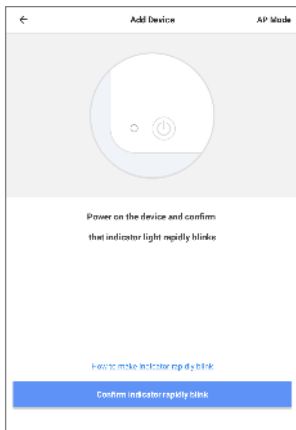 Add Device
AP Mode
Power on the device and confirm
that indicator light rapidly blinks
How to make indicator rapidly blink
Confirm indicator rapidly blink